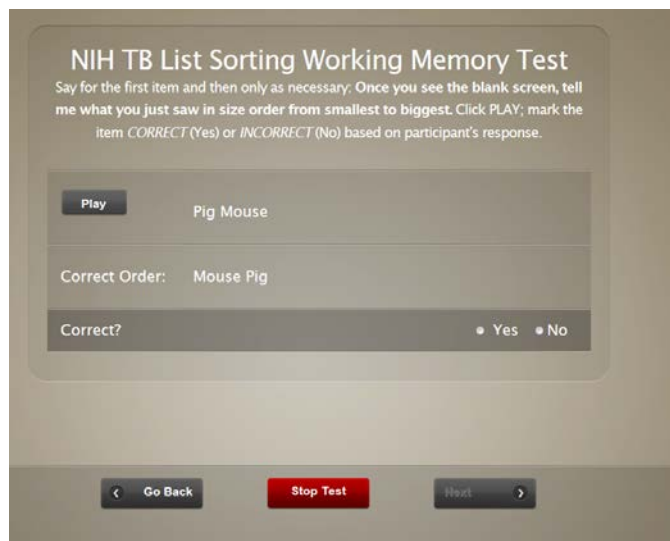 NIH TB List Sorting Working Memory Test
Say for the first item and then only as necessary: Once you see the blank screen, tell
me what you just saw in size order from smallest to biggest. Click PLAY; mark the
item CORRECT (Yes) or INCORRECT (No) based on participant's response.
Play
Pig Mouse
Correct Order: Mouse Pig
Correct? Yes No
Go Back Stop Test Next